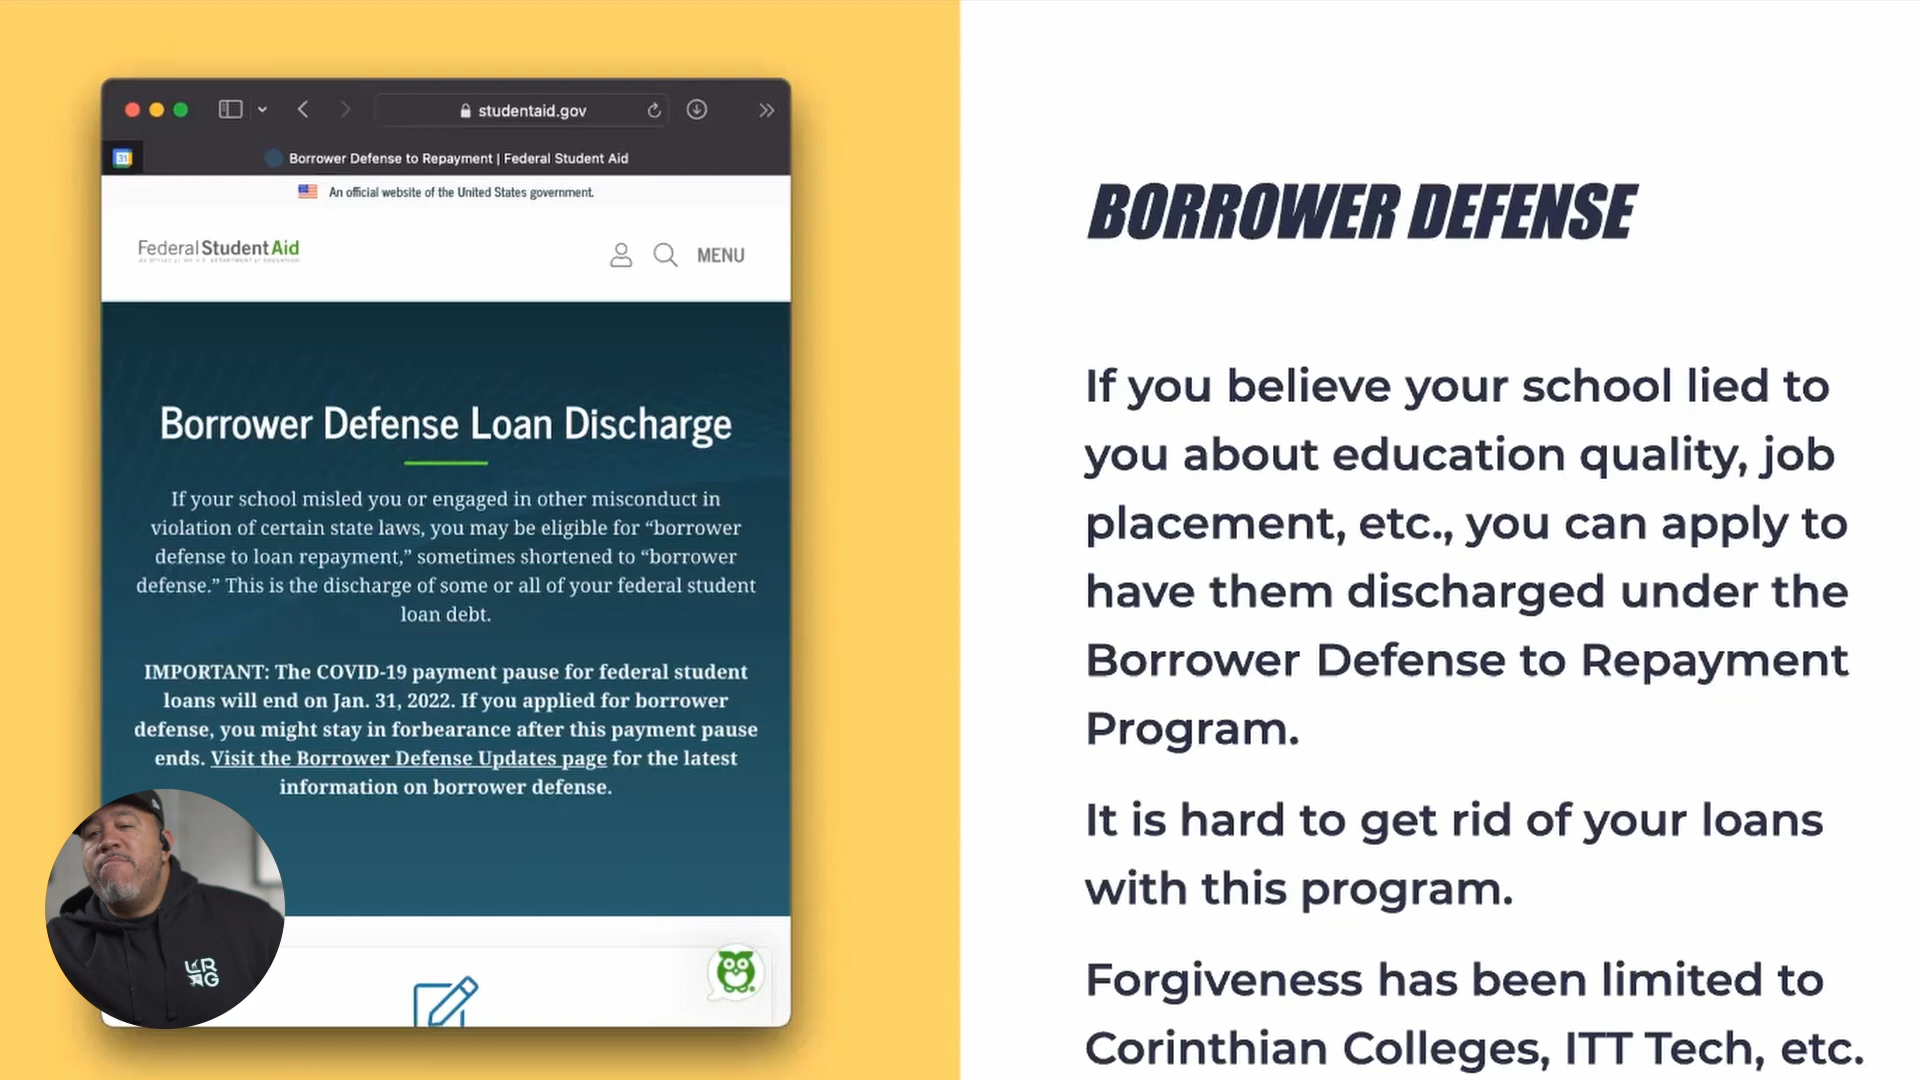 studentaid.gov
31
Borrower Defense to Repayment | Federal Student Aid
An official website of the United States government.
Federal Student Aid
MENU
Borrower Defense Loan Discharge
If your school misled you or engaged in other misconduct in
violation of certain state laws, you may be eligible for “borrower
defense to loan repayment,” sometimes shortened to “borrower
defense.” This is the discharge of some or all of your federal student
loan debt.
IMPORTANT: The COVID-19 payment pause for federal student
loans will end on Jan. 31, 2022. If you applied for borrower
defense, you might stay in forbearance after this payment pause
ends. Visit the Borrower Defense Updates page for the latest
information on borrower defense.
BORROWER DEFENSE
If you believe your school lied to
you about education quality, job
placement, etc., you can apply to
have them discharged under the
Borrower Defense to Repayment
Program.
It is hard to get rid of your loans
with this program.
Forgiveness has been limited to
Corinthian Colleges, ITT Tech, etc.